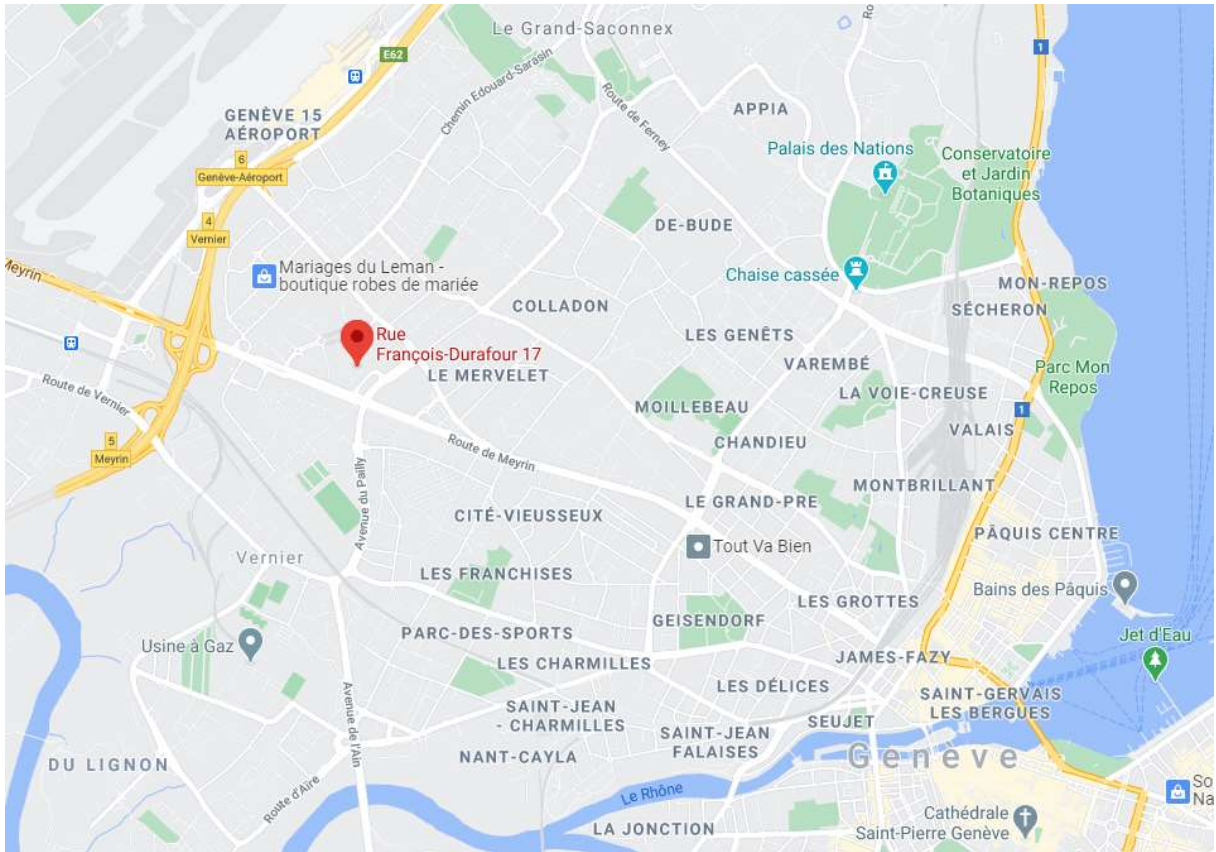 Le Grand-Saconnex
Ro
1
E62
Chemin Edouard-Sarasin
Route de Ferney
GENÈVE 15
AÉROPORT
APPIA
Palais des Nations
Conservatoire
et Jardin
Botaniques
6
Genève-Aéroport
4
Vernier
DE-BUDE
Meyrin
Mariages du Leman -
boutique robes de mariée
Chaise cassée
MON-REPOS
SÉCHERON
COLLADON
Rue
François-Durafour 17
LES GENÊTS
VAREMBÉ
Parc Mon
Repos
LE MERVELET
LA VOIE-CREUSE
Route de Vernier
MOILLEBEAU
1
VALAIS
CHANDIEU
5
Meyrin
Route de Meyrin
Avenue du Pailly
MONTBRILLANT
LE GRAND-PRE
CITÉ-VIEUSSEUX
PÂQUIS CENTRE
Tout Va Bien
Vernier
LES FRANCHISES
Bains des Pâquis
LES GROTTES
GEISENDORF
PARC-DES-SPORTS
Jet d'Eau
Usine à Gaz
LES CHARMILLES
JAMES-FAZY
LES DÉLICES
SAINT-GERVAIS
LES BERGUES
Avenue de l'Ain
SAINT-JEAN
- CHARMILLES
SEUJET
SAINT-JEAN
FALAISES
NANT-CAYLA
Genève
DU LIGNON
Route d'Aïre
Le Rhône
So
Na
LA JONCTION
Cathédrale
Saint-Pierre Genève